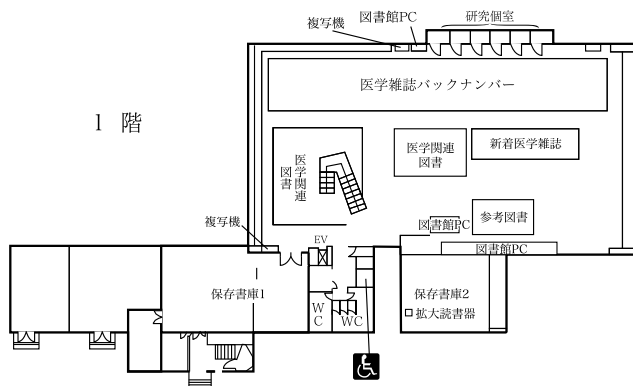 研究個室
図書館PC
複写機
医学雑誌バックナンバー
1 階
医学関連
図書
医学関連
図書
新着医学雑誌
参考図書
図書館PC
複写機
EV
図書館PC
保存書庫1
保存書庫2
拡大読書器
WC
WC